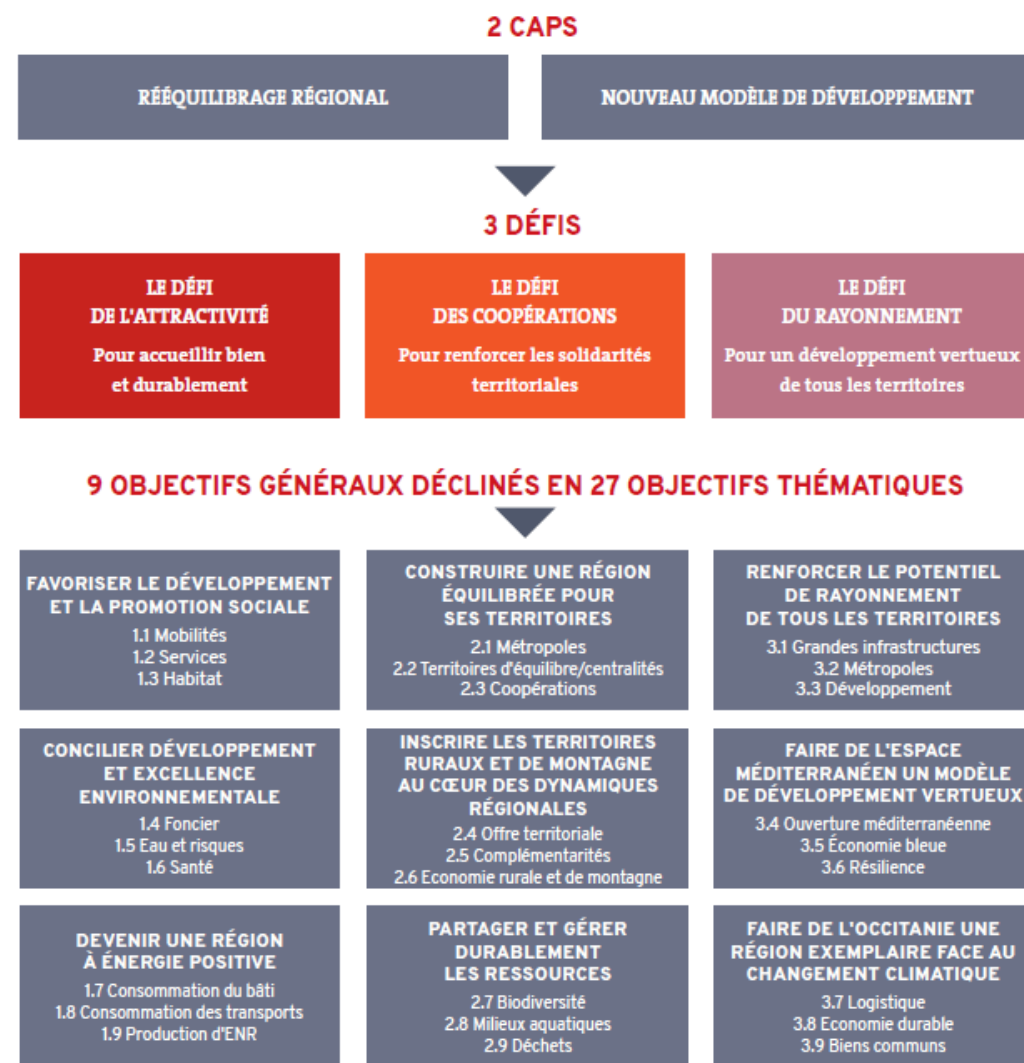 2 CAPS
RÉÉQUILIBRAGE RÉGIONAL
NOUVEAU MODÈLE DE DÉVELOPPEMENT
3 DÉFIS
LE DÉFI
DE L'ATTRACTIVITÉ
Pour accueillir bien
et durablement
LE DÉFI
DES COOPÉRATIONS
Pour renforcer les solidarités
territoriales
LE DÉFI
DU RAYONNEMENT
Pour un développement vertueux
de tous les territoires
9 OBJECTIFS GÉNÉRAUX DÉCLINÉS EN 27 OBJECTIFS THÉMATIQUES
FAVORISER LE DÉVELOPPEMENT
ET LA PROMOTION SOCIALE
1.1 Mobilités
1.2 Services
1.3 Habitat
CONSTRUIRE UNE RÉGION
ÉQUILIBRÉE POUR
SES TERRITOIRES
2.1 Métropoles
2.2 Territoires d'équilibre/centralités
2.3 Coopérations
RENFORCER LE POTENTIEL
DE RAYONNEMENT
DE TOUS LES TERRITOIRES
3.1 Grandes infrastructures
3.2 Métropoles
3.3 Développement
CONCILIER DÉVELOPPEMENT
ET EXCELLENCE
ENVIRONNEMENTALE
1.4 Foncier
1.5 Eau et risques
1.6 Santé
INSCRIRE LES TERRITOIRES
RURAUX ET DE MONTAGNE
AU CŒUR DES DYNAMIQUES
RÉGIONALES
2.4 Offre territoriale
2.5 Complémentarités
2.6 Economie rurale et de montagne
FAIRE DE L'ESPACE
MÉDITERRANÉEN UN MODÈLE
DE DÉVELOPPEMENT VERTUEUX
3.4 Ouverture méditerranéenne
3.5 Économie bleue
3.6 Résilience
DEVENIR UNE RÉGION
À ÉNERGIE POSITIVE
1.7 Consommation du bâti
1.8 Consommation des transports
1.9 Production d'ENR
PARTAGER ET GÉRER
DURABLEMENT
LES RESSOURCES
2.7 Biodiversité
2.8 Milieux aquatiques
2.9 Déchets
FAIRE DE L'OCCITANIE UNE
RÉGION EXEMPLAIRE FACE AU
CHANGEMENT CLIMATIQUE
3.7 Logistique
3.8 Economie durable
3.9 Biens communs